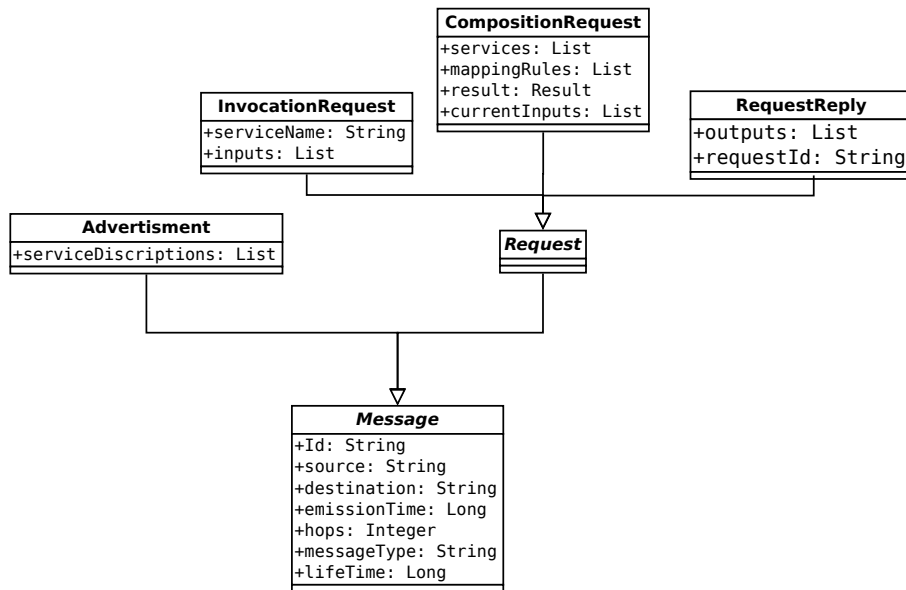 CompositionRequest
+services: List
+mappingRules: List
+result: Result
+currentInputs: List
InvocationRequest
+serviceName: String
+inputs: List
RequestReply
+outputs: List
+requestId: String
Advertisment
+serviceDiscriptions: List
Request
Message
+Id: String
+source: String
+destination: String
+emissionTime: Long
+hops: Integer
+messageType: String
+lifeTime: Long